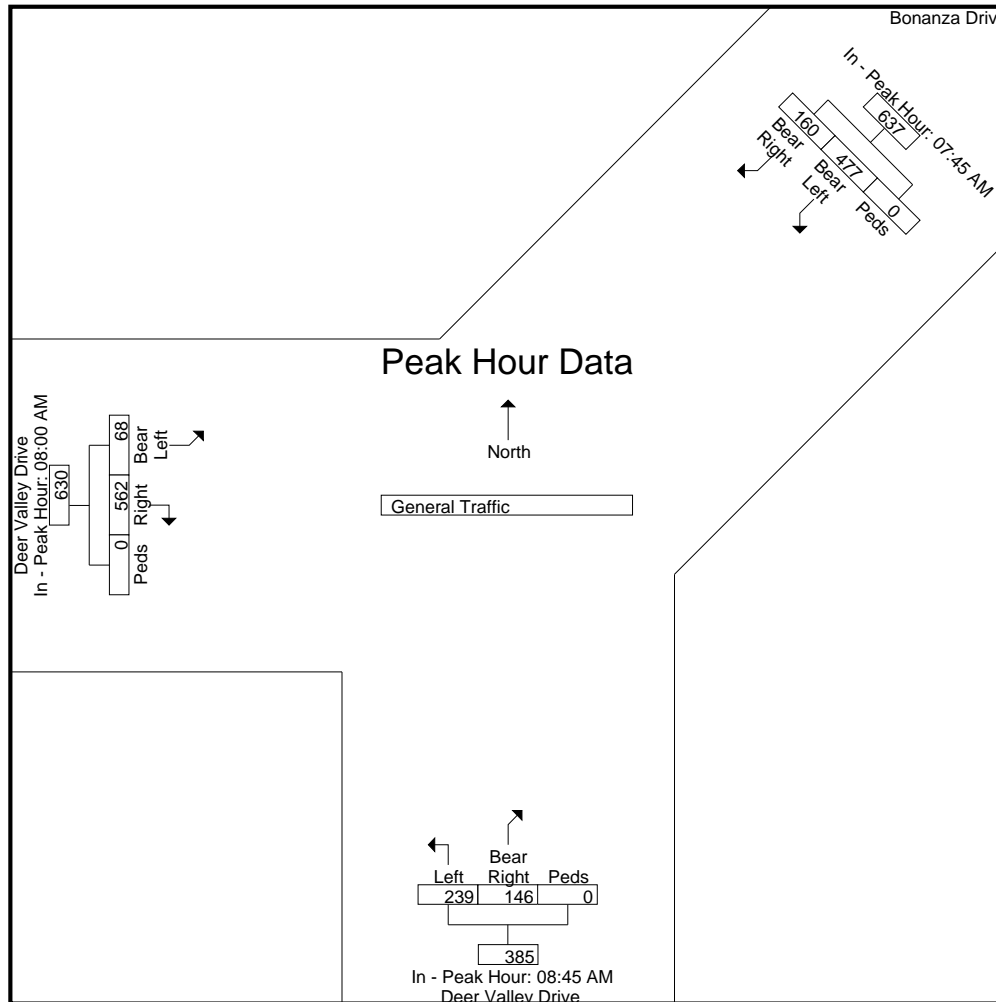 Bonanza Driv
In - Peak Hour: 07:45 AM
637
160
477
0
Bear
Right
Bear
Left
Peds
Peak Hour Data
North
General Traffic
Deer Valley Drive
In - Peak Hour: 08:00 AM
630
68
562
0
Bear
Left
Right
Peds
Bear
Left Right Peds
239 146 0
385
In - Peak Hour: 08:45 AM
Deer Valley Drive